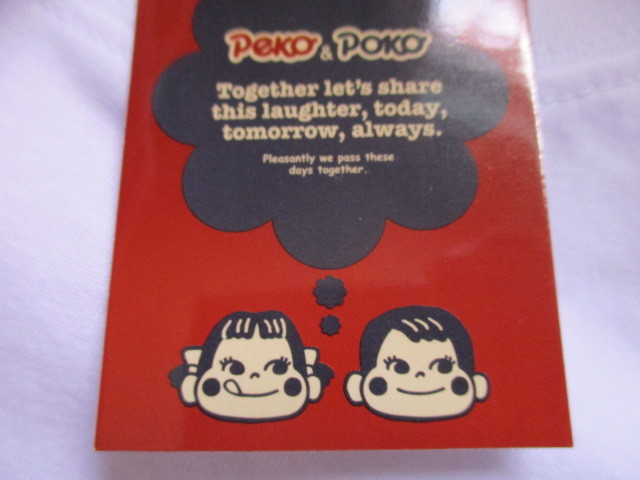 Peko & Poko
Together let's share
this laughter, today,
tomorrow, always.
Pleasantly we pass these
days together.